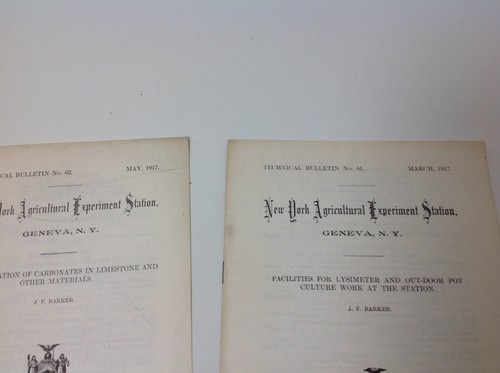 CAL BULLETIN No. 62. MAY, 1917.
ork Agricultural Experiment Station.
GENEVA, N. Y.
ATION OF CARBONATES IN LIMESTONE AND
OTHER MATERIALS.
J. F. BARKER.
TECHNICAL BULLETIN No. 61. MARCH, 1917.
New York Agricultural Experiment Station.
GENEVA, N. Y.
FACILITIES FOR LYSIMETER AND OUT-DOOR POT
CULTURE WORK AT THE STATION.
J. F. BARKER.